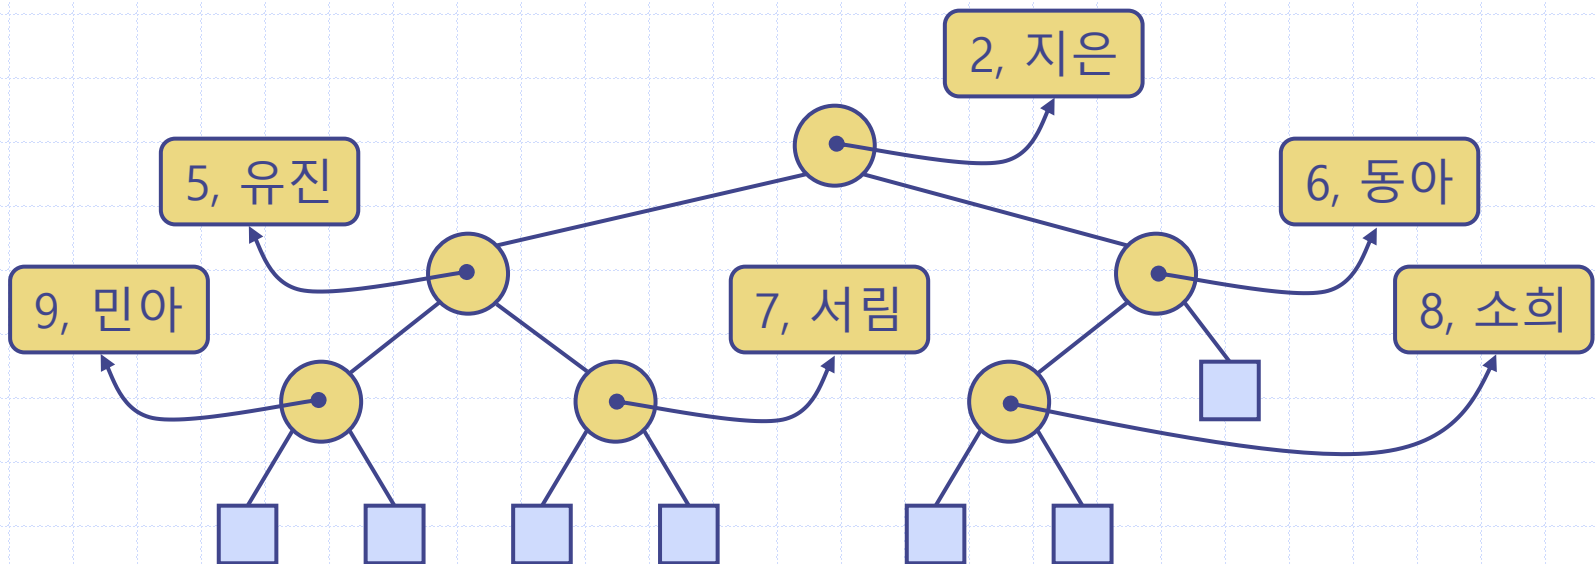 2, 지은
5, 유진
6, 동아
9, 민아
7, 서림
8, 소희